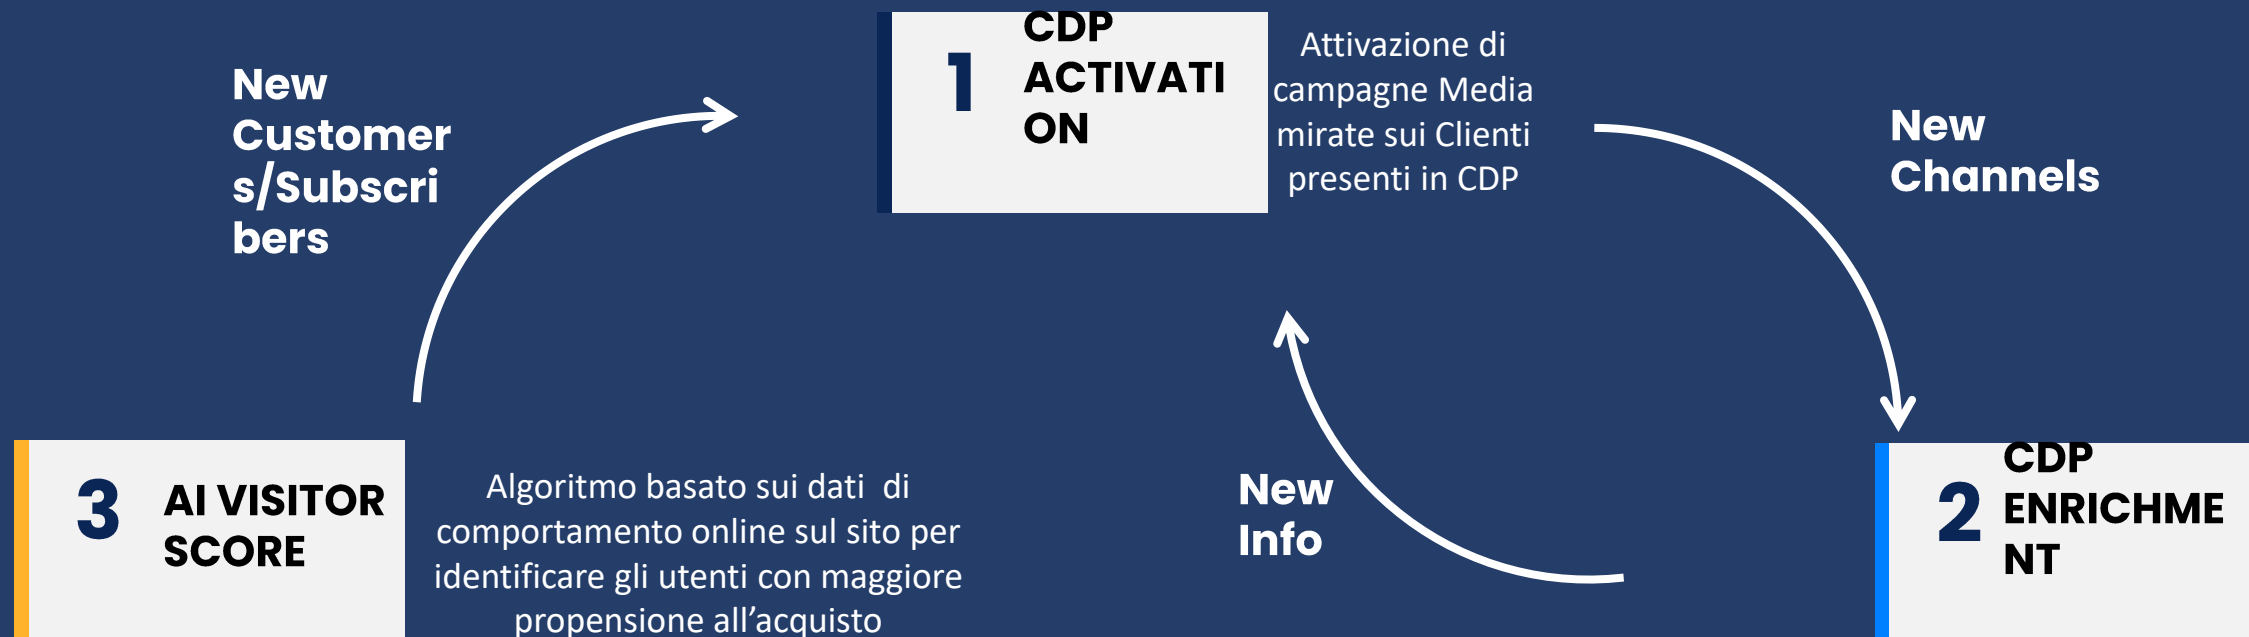 New
Customer
s/Subscri
bers
1
CDP
ACTIVATI
ON
Attivazione di
campagne Media
mirate sui Clienti
presenti in CDP
New
Channels
3
AI VISITOR
SCORE
Algoritmo basato sui dati  di
comportamento online sul sito per
identificare gli utenti con maggiore
propensione all’acquisto
New
Info
2
CDP
ENRICHME
NT